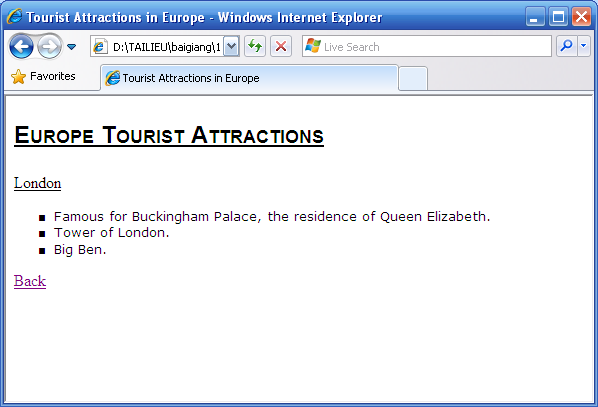 Tourist Attractions in Europe - Windows Internet Explorer
D:\TAILIEU\baigiang\1
Live Search
Favorites
Tourist Attractions in Europe
EUROPE TOURIST ATTRACTIONS
London
Famous for Buckingham Palace, the residence of Queen Elizabeth.
Tower of London.
Big Ben.
Back